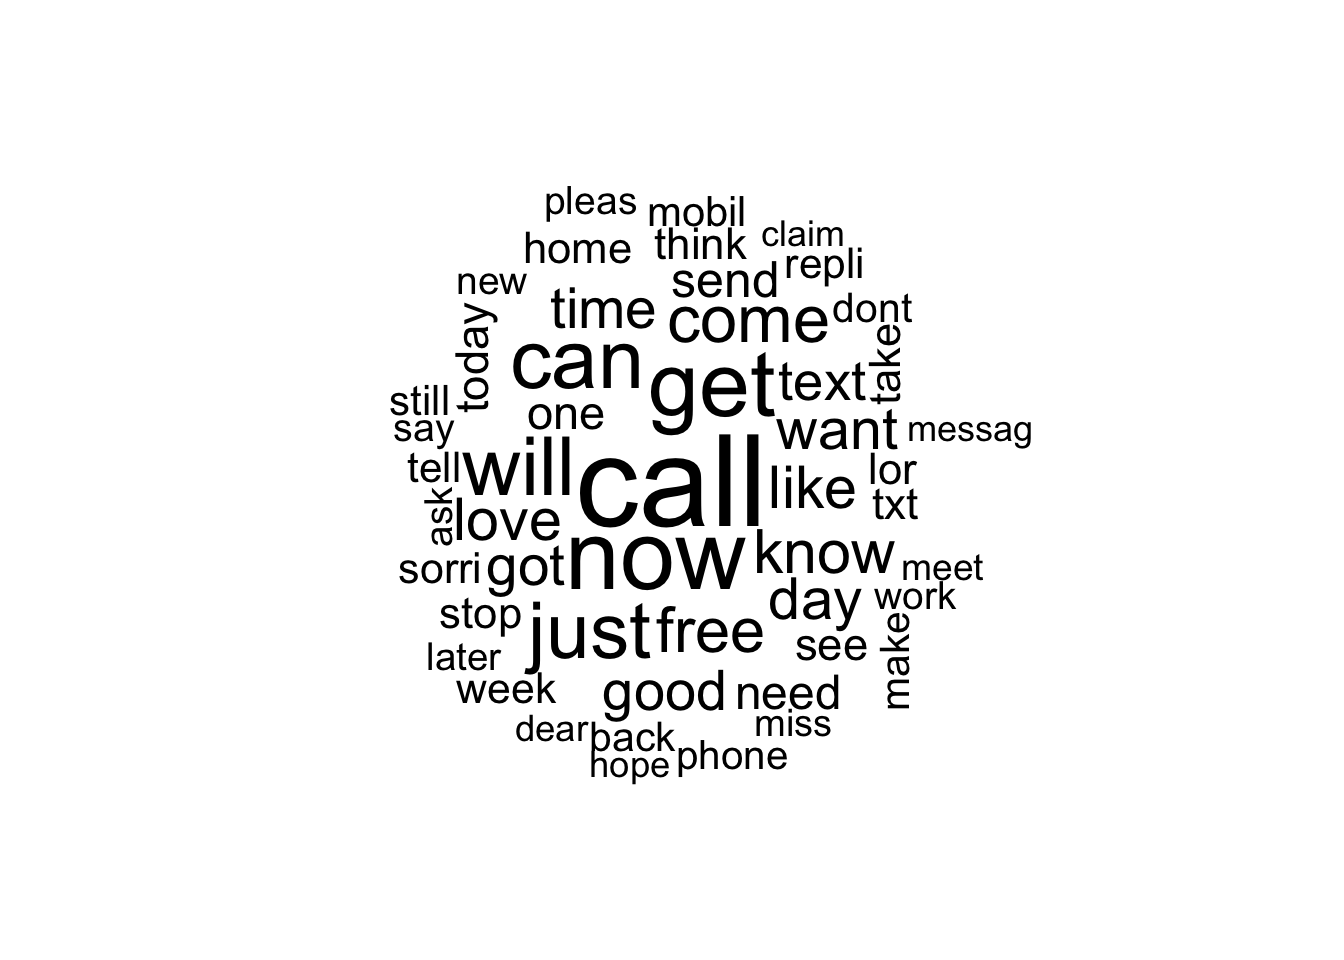 pleas
mobil
claim
home
think
repli
new
send
time
come
dont
today
can
get
text
take
still
one
want
messag
say
tell
will
call
like
lor
txt
ask
love
now
know
meet
sorri
got
day
work
stop
just
free
see
make
later
week
good
need
miss
dear
back
phone
hope